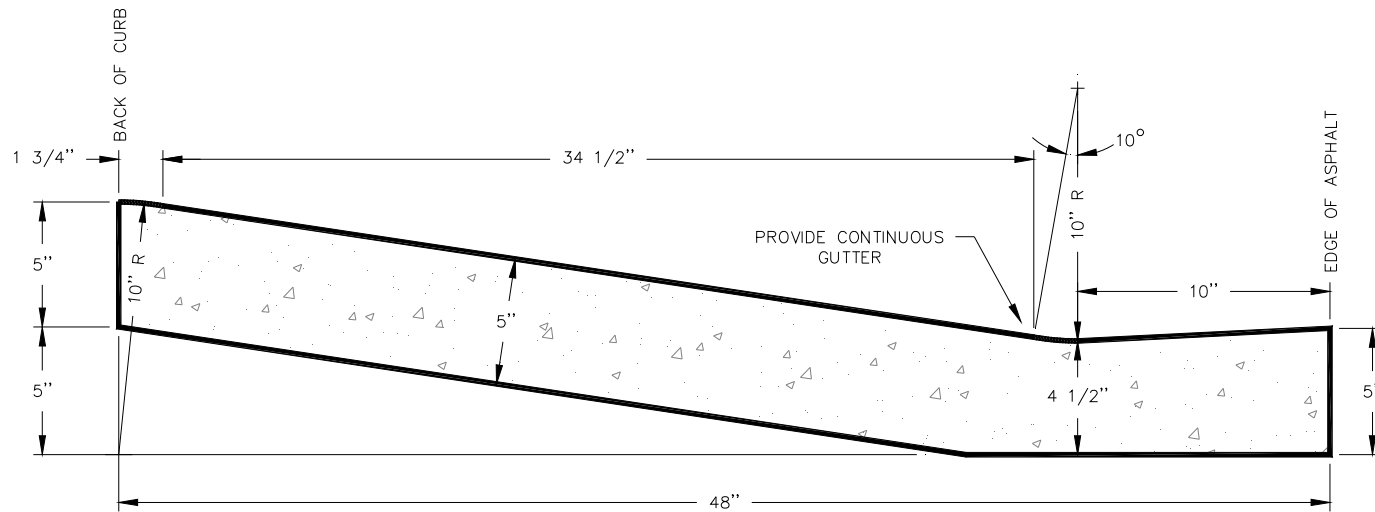 BACK OF CURB
1 3/4"
34 1/2"
10°
10" R
EDGE OF ASPHALT
5"
10" R
PROVIDE CONTINUOUS
GUTTER
10"
5"
5"
4 1/2"
5"
48"